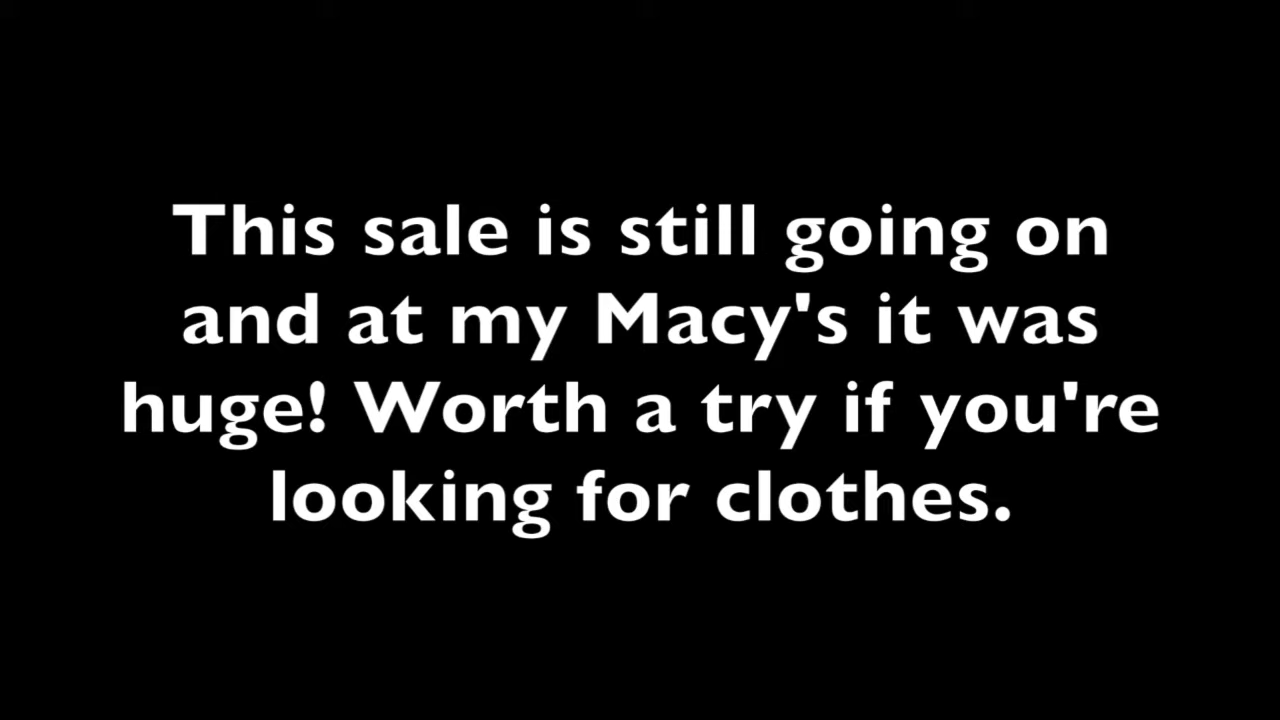 This sale is still going on
and at my Macy's it was
huge! Worth a try if you're
looking for clothes.